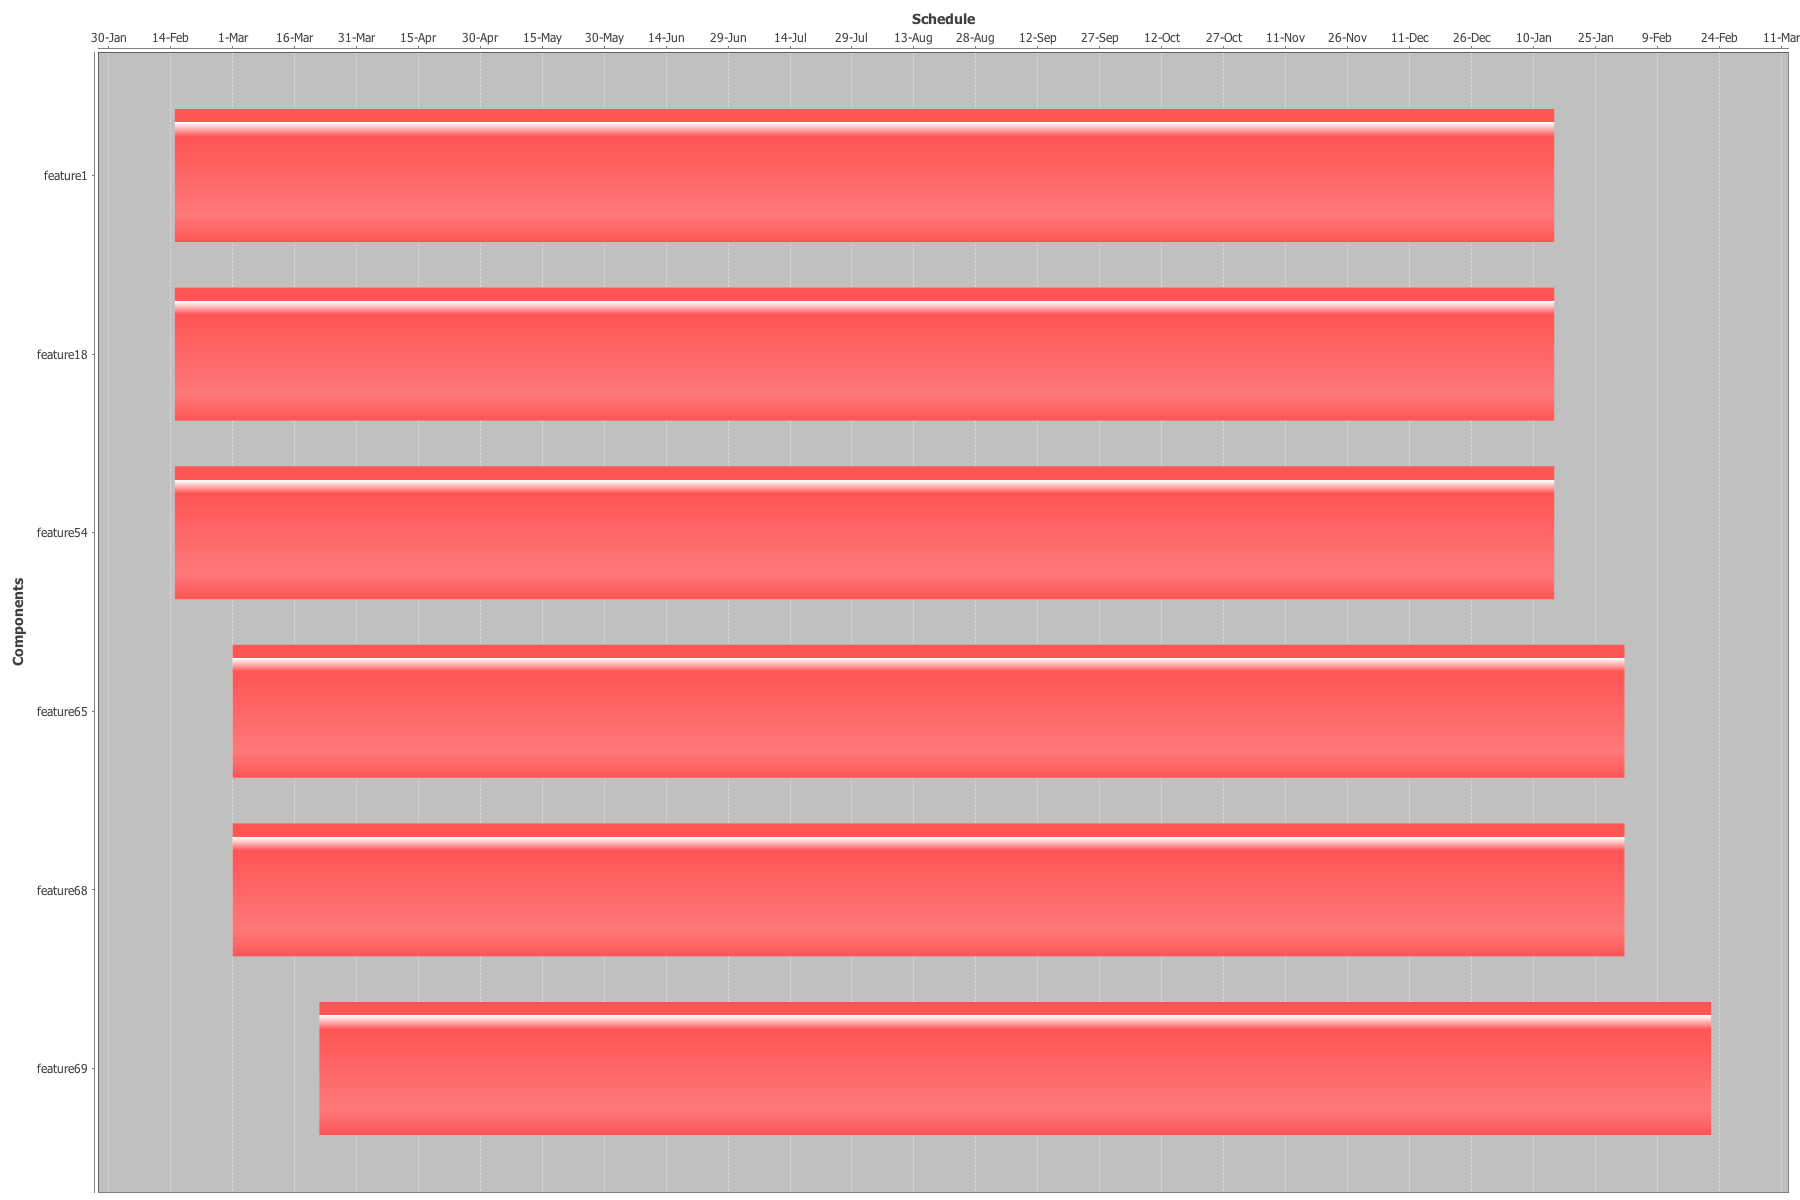 Schedule
30-Jan 14-Feb 1-Mar 16-Mar 31-Mar 15-Apr 30-Apr 15-May 30-May 14-Jun 29-Jun 14-Jul 29-Jul 13-Aug 28-Aug 12-Sep 27-Sep 12-Oct 27-Oct 11-Nov 26-Nov 11-Dec 26-Dec 10-Jan 25-Jan 9-Feb 24-Feb 11-Mar
Components
feature1
feature18
feature54
feature65
feature68
feature69